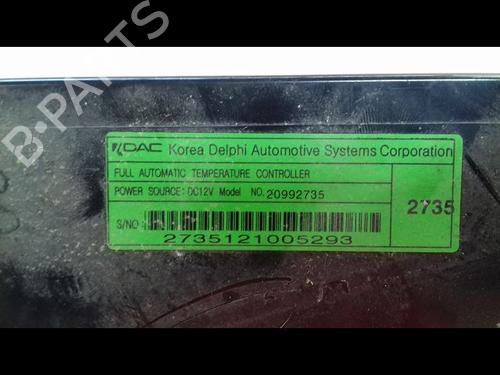 B-PARTS
KDAC Korea Delphi Automotive Systems Corporation
FULL AUTOMATIC TEMPERATURE CONTROLLER
POWER SOURCE:DC12V Model NO.20992735
2735
S/NO
2735121005293